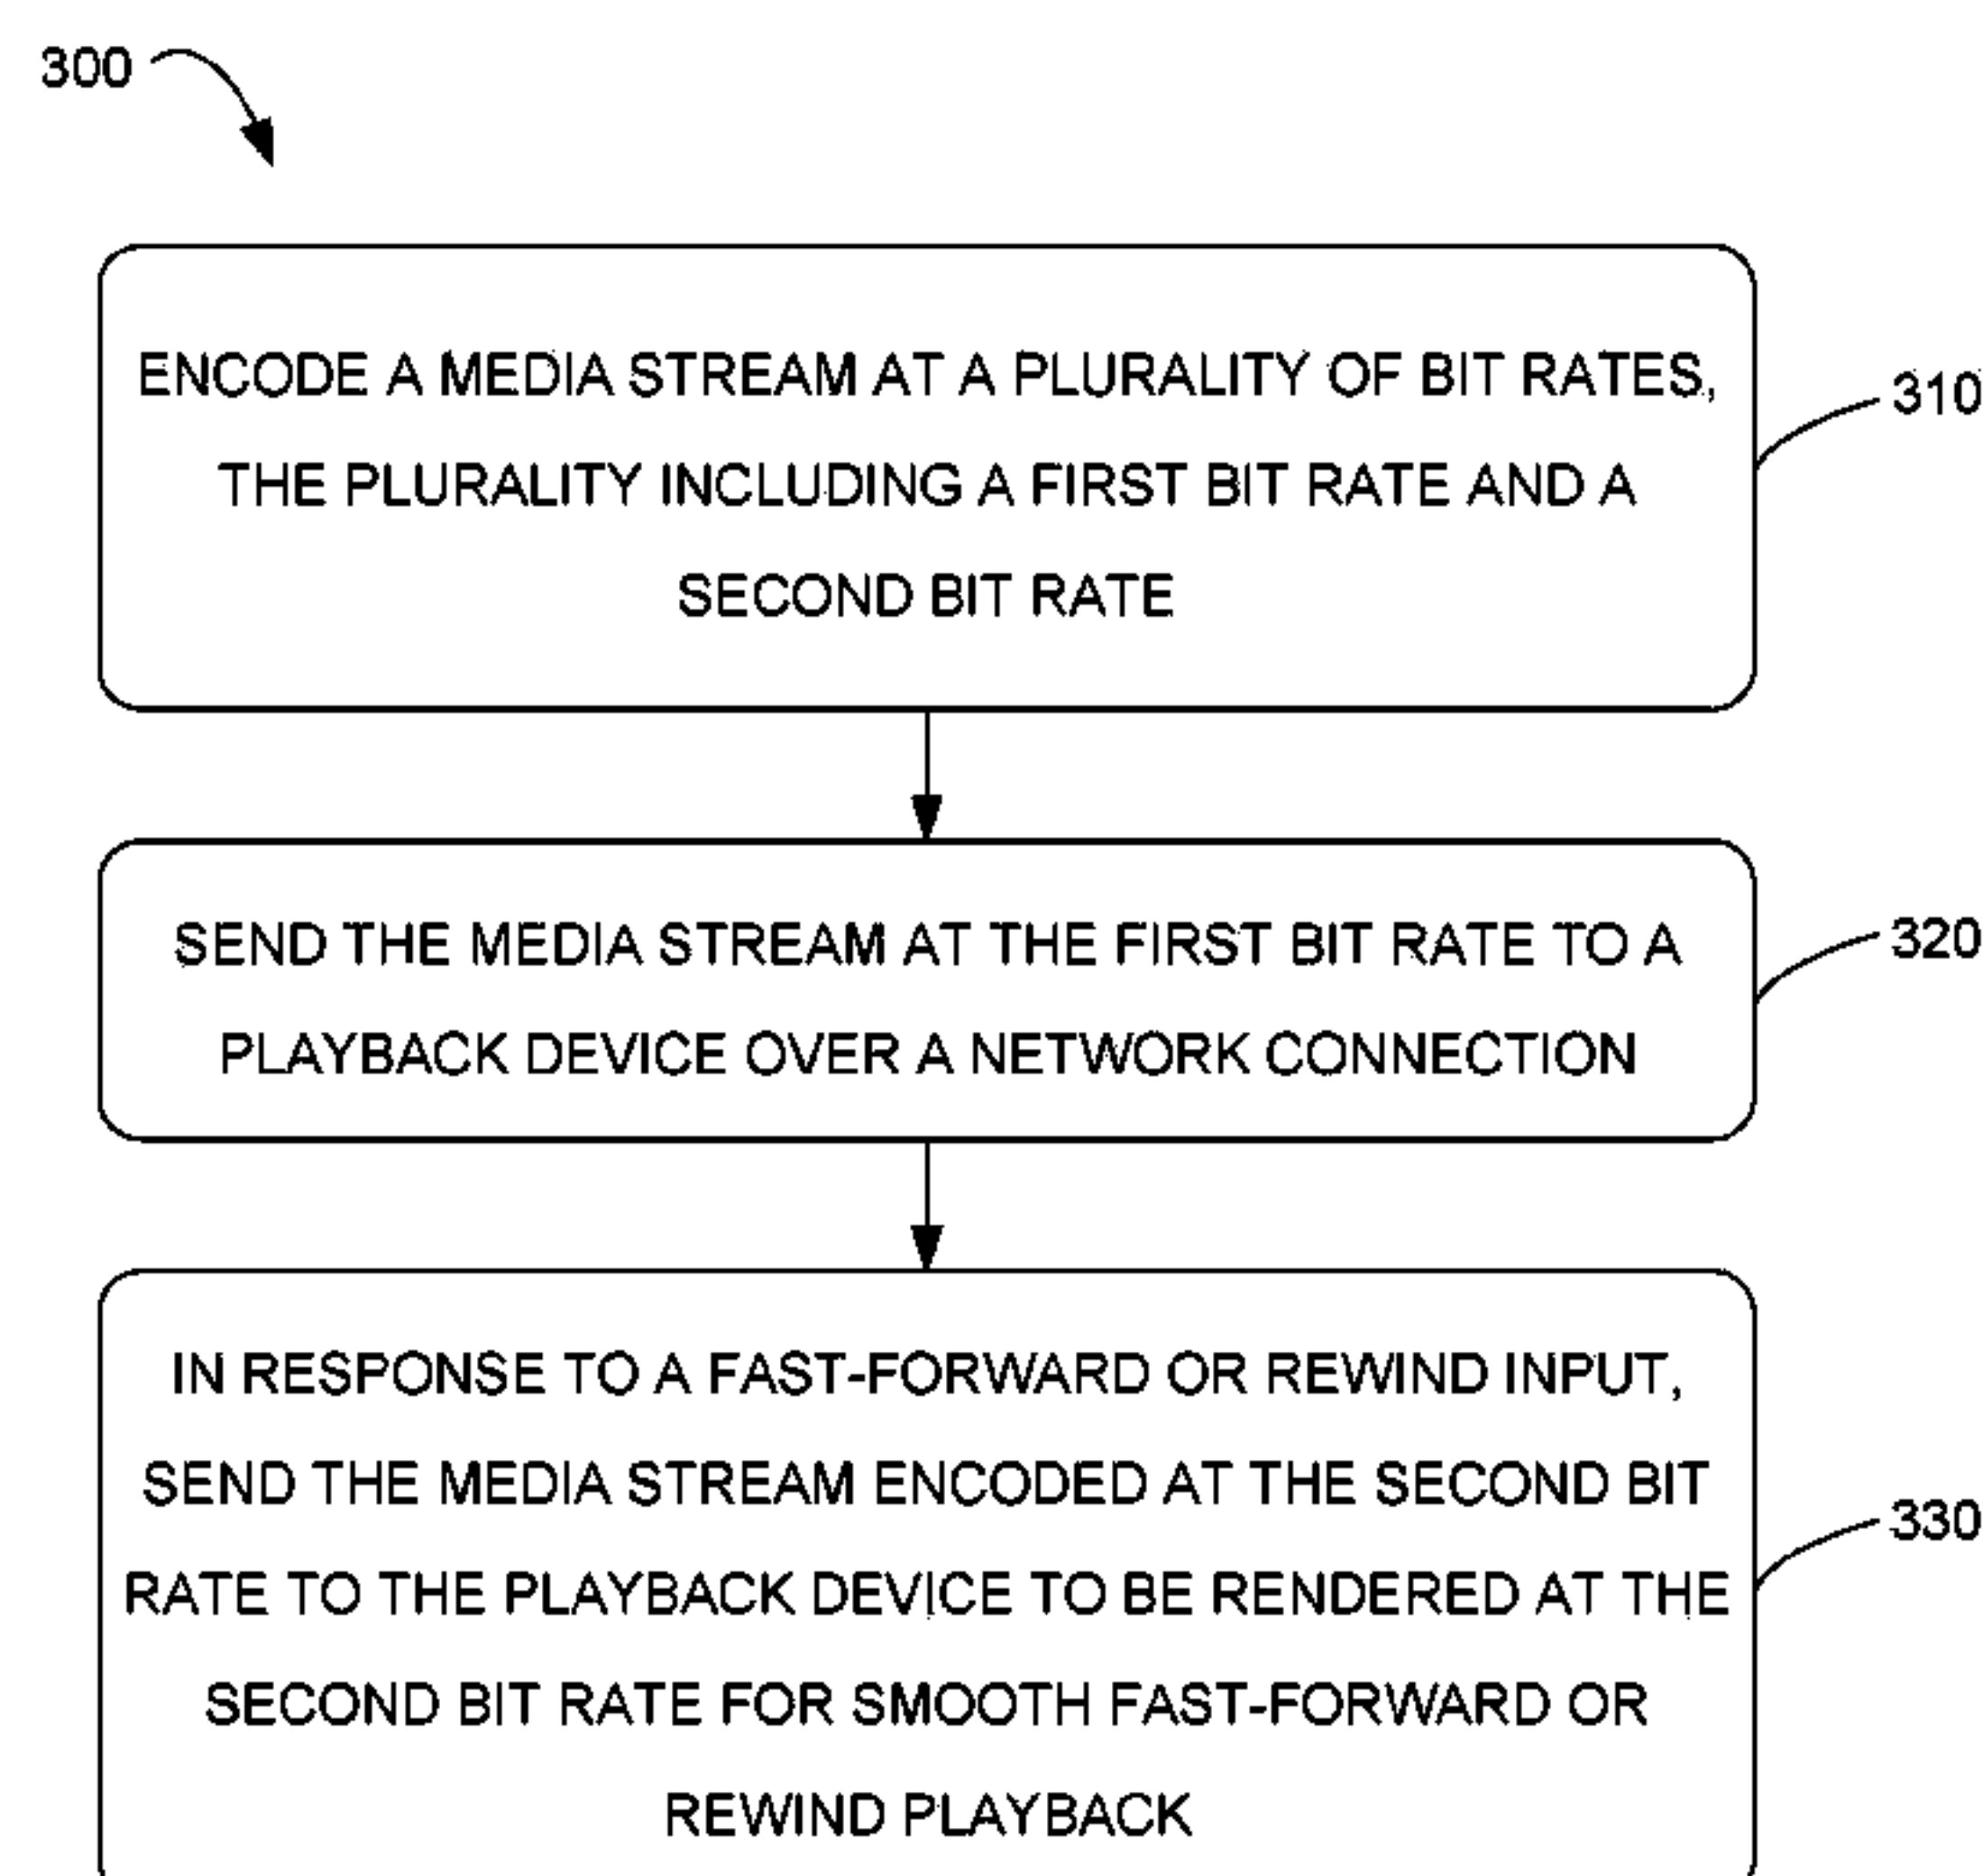 300
ENCODE A MEDIA STREAM AT A PLURALITY OF BIT RATES,
THE PLURALITY INCLUDING A FIRST BIT RATE AND A
SECOND BIT RATE
310
SEND THE MEDIA STREAM AT THE FIRST BIT RATE TO A
PLAYBACK DEVICE OVER A NETWORK CONNECTION
320
IN RESPONSE TO A FAST-FORWARD OR REWIND INPUT,
SEND THE MEDIA STREAM ENCODED AT THE SECOND BIT
RATE TO THE PLAYBACK DEVICE TO BE RENDERED AT THE
SECOND BIT RATE FOR SMOOTH FAST-FORWARD OR
REWIND PLAYBACK
330